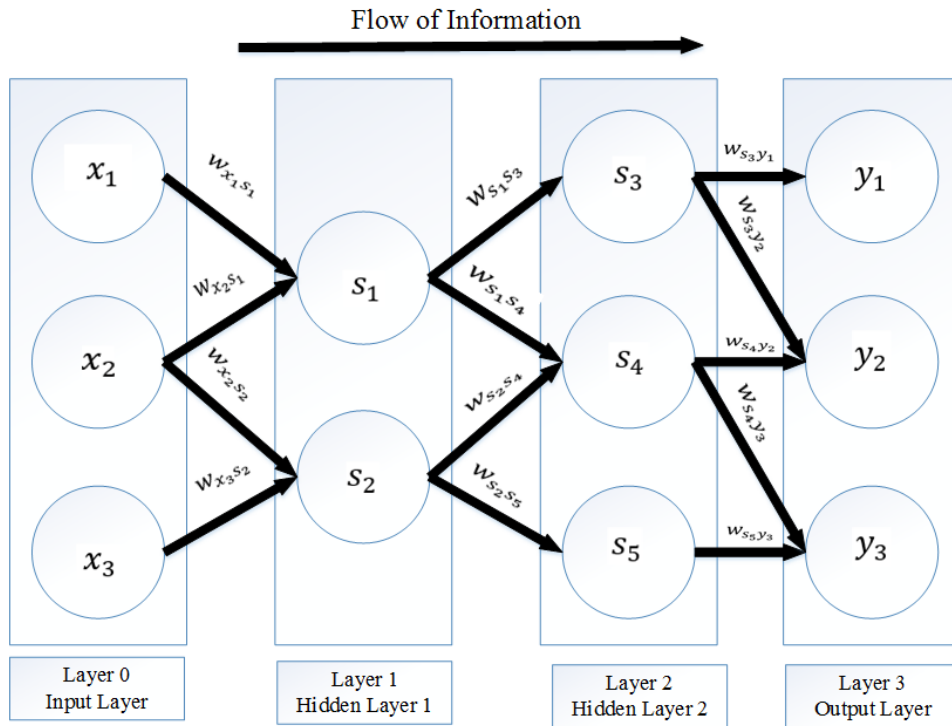 Flow of Information
x₁
x₂
x₃
w_{x₁s₁}
w_{x₂s₁}
w_{x₂s₂}
w_{x₃s₂}
s₁
s₂
w_{s₁s₃}
w_{s₁s₄}
w_{s₂s₄}
w_{s₂s₅}
s₃
s₄
s₅
w_{s₃y₁}
w_{s₃y₂}
w_{s₄y₂}
w_{s₄y₃}
w_{s₅y₃}
y₁
y₂
y₃
Layer 0
Input Layer
Layer 1
Hidden Layer 1
Layer 2
Hidden Layer 2
Layer 3
Output Layer